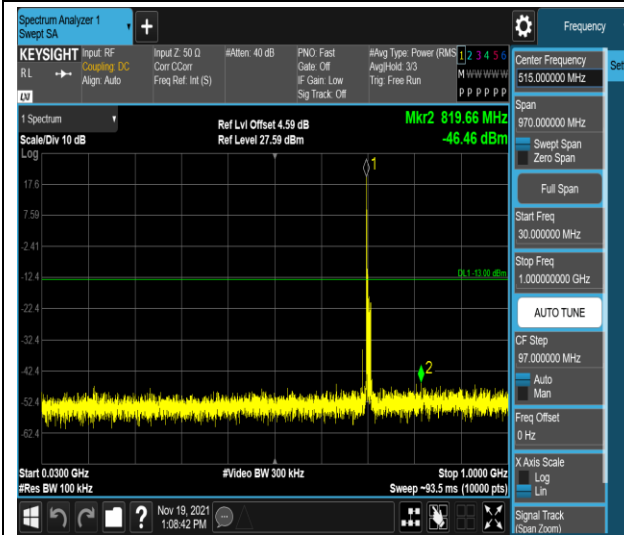 Spectrum Analyzer 1
Swept SA
+
Frequency
KEYSIGHT
RL
LXI
Input: RF
Coupling: DC
Align: Auto
Input Z: 50 Ω
Corr CCorr
Freq Ref: Int (S)
#Atten: 40 dB
PNO: Fast
Gate: Off
IF Gain: Low
Sig Track: Off
#Avg Type: Power (RMS
Avg|Hold: 3/3
Trig: Free Run
1 2 3 4 5 6
M W W W W W
P P P P P P
1 Spectrum
Scale/Div 10 dB
Log
Ref Lvl Offset 4.59 dB
Ref Level 27.59 dBm
Mkr2 819.66 MHz
-46.46 dBm
17.6
7.59
-2.41
-12.4
-22.4
-32.4
-42.4
-52.4
-62.4
1
DL1 -13.00 dBm
2
Start 0.0300 GHz
#Res BW 100 kHz
#Video BW 300 kHz
Stop 1.0000 GHz
Sweep ~93.5 ms (10000 pts)
?
Nov 19, 2021
1:08:42 PM
Center Frequency
515.000000 MHz
Set
Span
970.000000 MHz
Swept Span
Zero Span
Full Span
Start Freq
30.000000 MHz
Stop Freq
1.000000000 GHz
AUTO TUNE
CF Step
97.000000 MHz
Auto
Man
Freq Offset
0 Hz
X Axis Scale
Log
Lin
Signal Track
(Span Zoom)